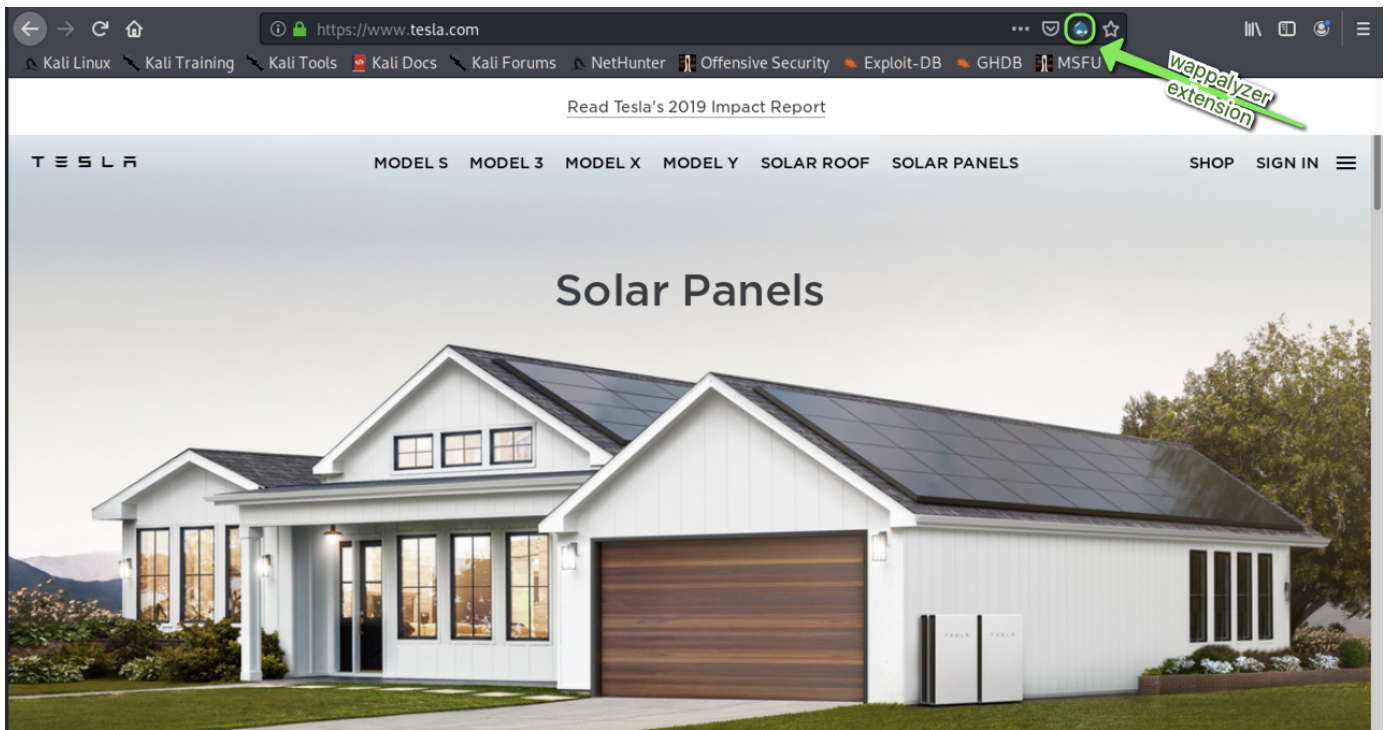 https://www.tesla.com
Kali Linux Kali Training Kali Tools Kali Docs Kali Forums NetHunter Offensive Security Exploit-DB GHDB MSFU
wappalyzer
extension
Read Tesla's 2019 Impact Report
TESLA MODEL S MODEL 3 MODEL X MODEL Y SOLAR ROOF SOLAR PANELS SHOP SIGN IN
Solar Panels
TESLA TESLA